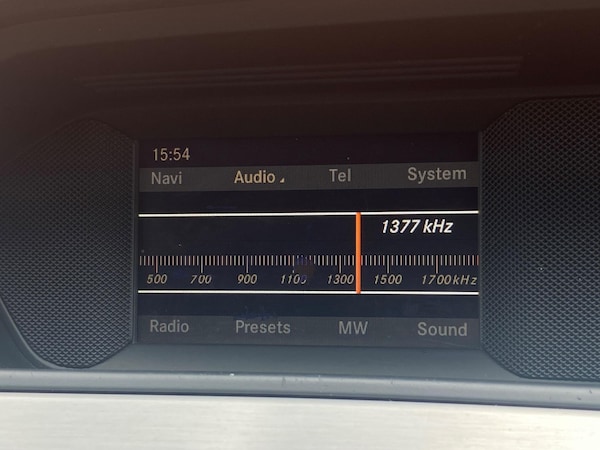 15:54
Navi Audio Tel System
1377 kHz
500 700 900 1100 1300 1500 1700 kHz
Radio Presets MW Sound